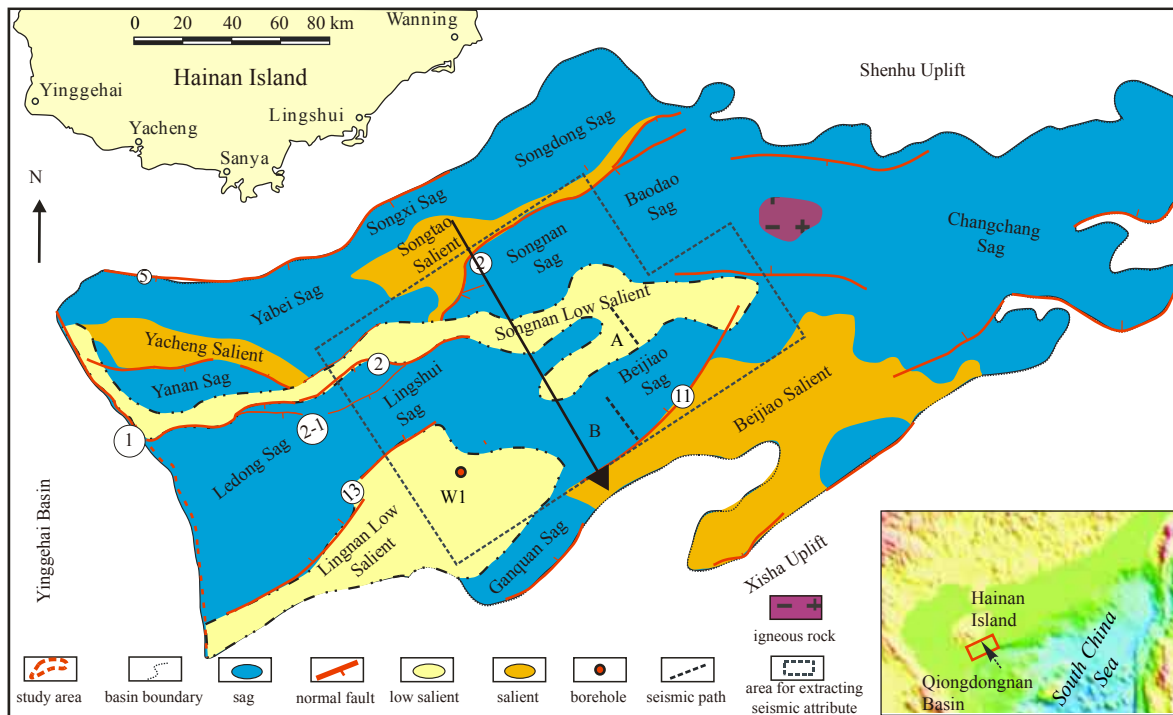 0 20 40 60 80 km
Wanning
Hainan Island
Yinggehai
Lingshui
Yacheng
Sanya
N
Shenhu Uplift
Songdong Sag
Songxi Sag
Baodao
Sag
Changchang
Sag
Songtao
Salient
2
Songnan
Sag
5
Yabei Sag
Songnan Low Salient
Yacheng Salient
A
Yanan Sag
2
Lingshui
Sag
Beijiao
Sag
11
Beijiao Salient
1
2-1
B
Ledong Sag
13
W1
Lingnan Low
Salient
Ganquan Sag
Yinggehai Basin
Xisha Uplift
igneous rock
Hainan
Island
South China
Sea
Qiongdongnan
Basin
study area
basin boundary
sag
normal fault
low salient
salient
borehole
seismic path
area for extracting
seismic attribute